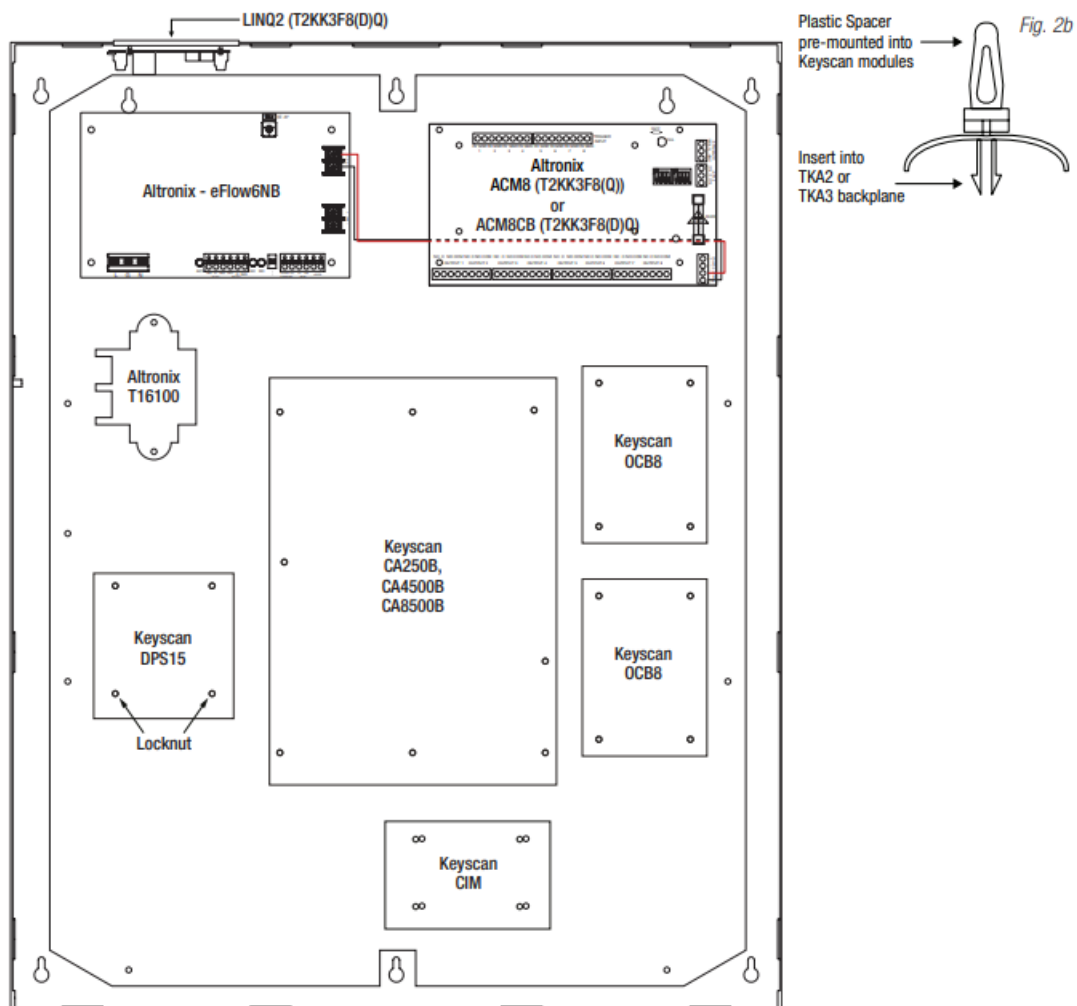 LINQ2 (T2KK3F8(D)Q)
Plastic Spacer
pre-mounted into
Keyscan modules
Fig. 2b
Insert into
TKA2 or
TKA3 backplane
Altronix - eFlow6NB
Altronix
ACM8 (T2KK3F8(Q))
or
ACM8CB (T2KK3F8(D)Q)
Altronix
T16100
Keyscan
OCB8
Keyscan
CA250B,
CA4500B
CA8500B
Keyscan
DPS15
Locknut
Keyscan
OCB8
Keyscan
CIM